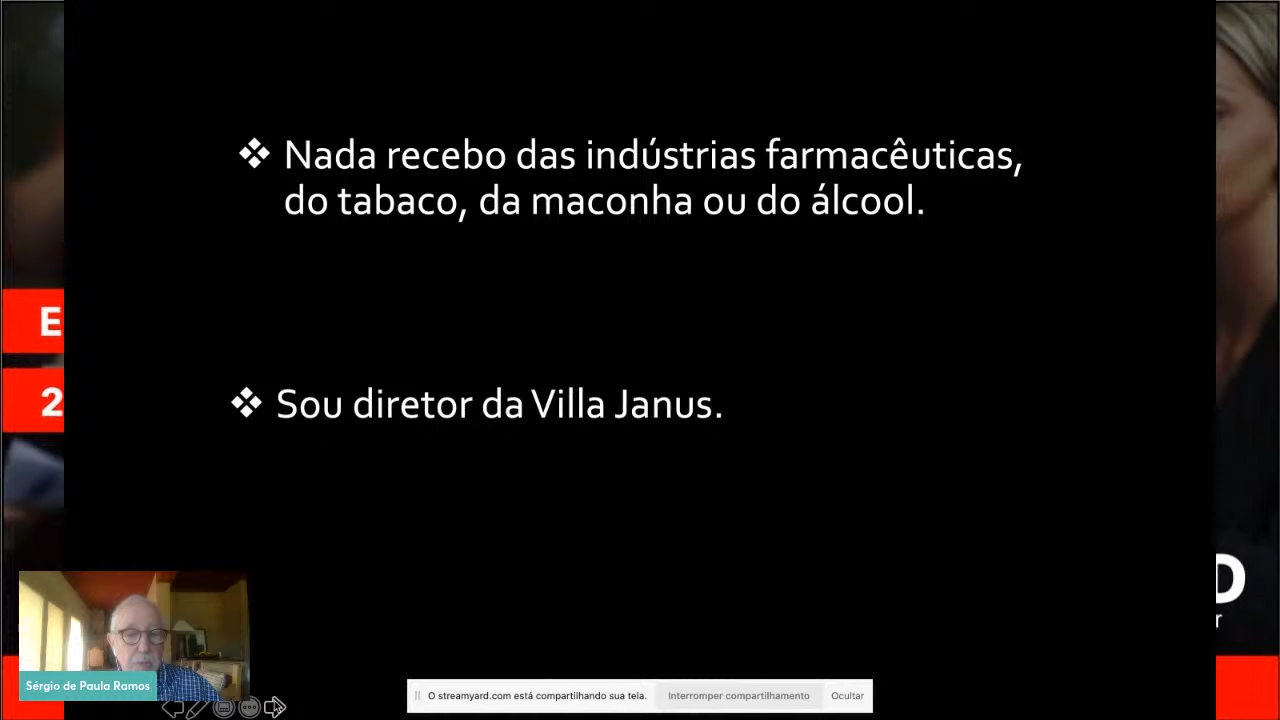 ❖ Nada recebo das indústrias farmacêuticas,
do tabaco, da maconha ou do álcool.
E
❖ Sou diretor da Villa Janus.
2
D
r
Sérgio de Paula Ramos
O streamyard.com está compartilhando sua tela.
Interromper compartilhamento
Ocultar